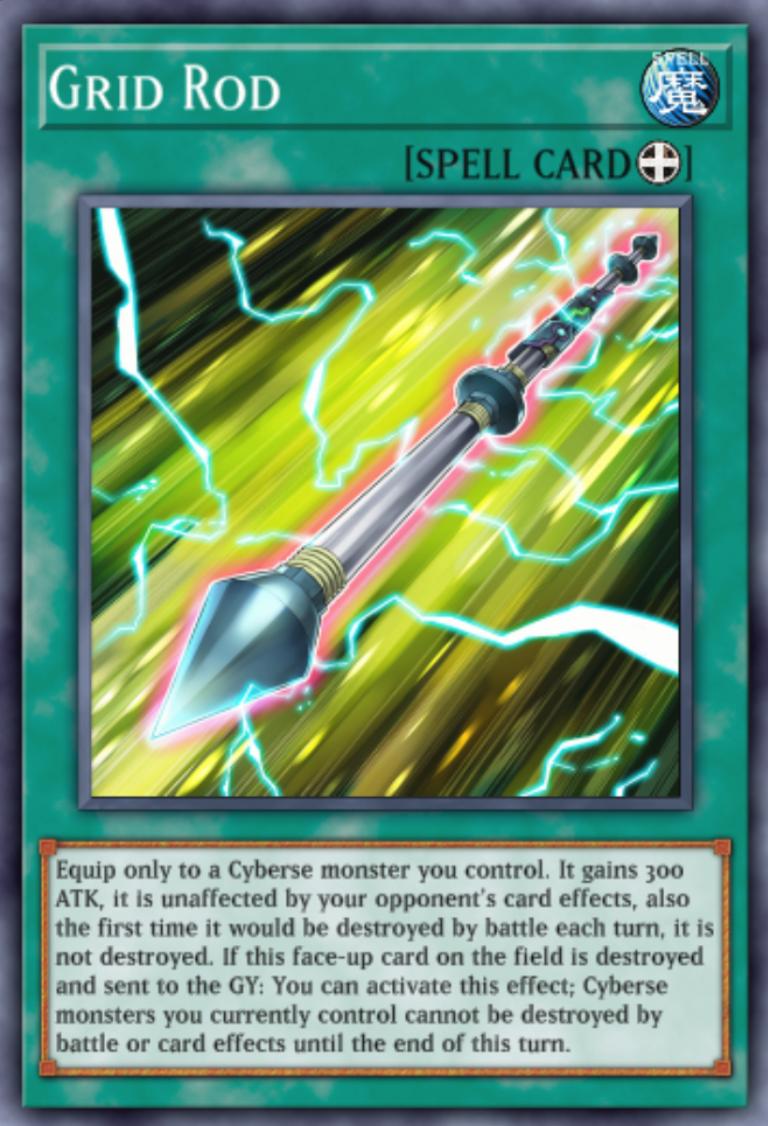 Grid Rod
SPELL
魔
[SPELL CARD]
Equip only to a Cyberse monster you control. It gains 300
ATK, it is unaffected by your opponent's card effects, also
the first time it would be destroyed by battle each turn, it is
not destroyed. If this face-up card on the field is destroyed
and sent to the GY: You can activate this effect; Cyberse
monsters you currently control cannot be destroyed by
battle or card effects until the end of this turn.